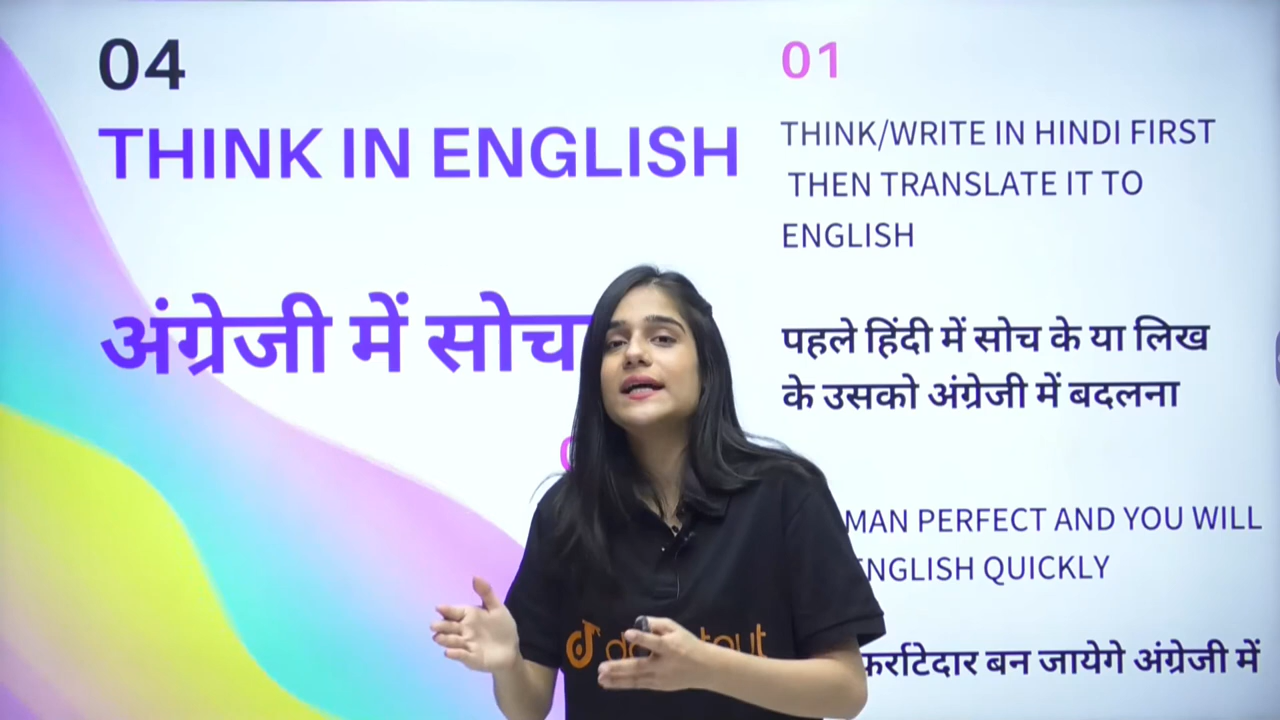 04
THINK IN ENGLISH
अंग्रेजी में सोच
01
THINK/WRITE IN HINDI FIRST
THEN TRANSLATE IT TO
ENGLISH
पहले हिंदी में सोच के या लिख
के उसको अंग्रेजी में बदलना
MAN PERFECT AND YOU WILL
ENGLISH QUICKLY
फर्राटेदार बन जायेगे अंग्रेजी में